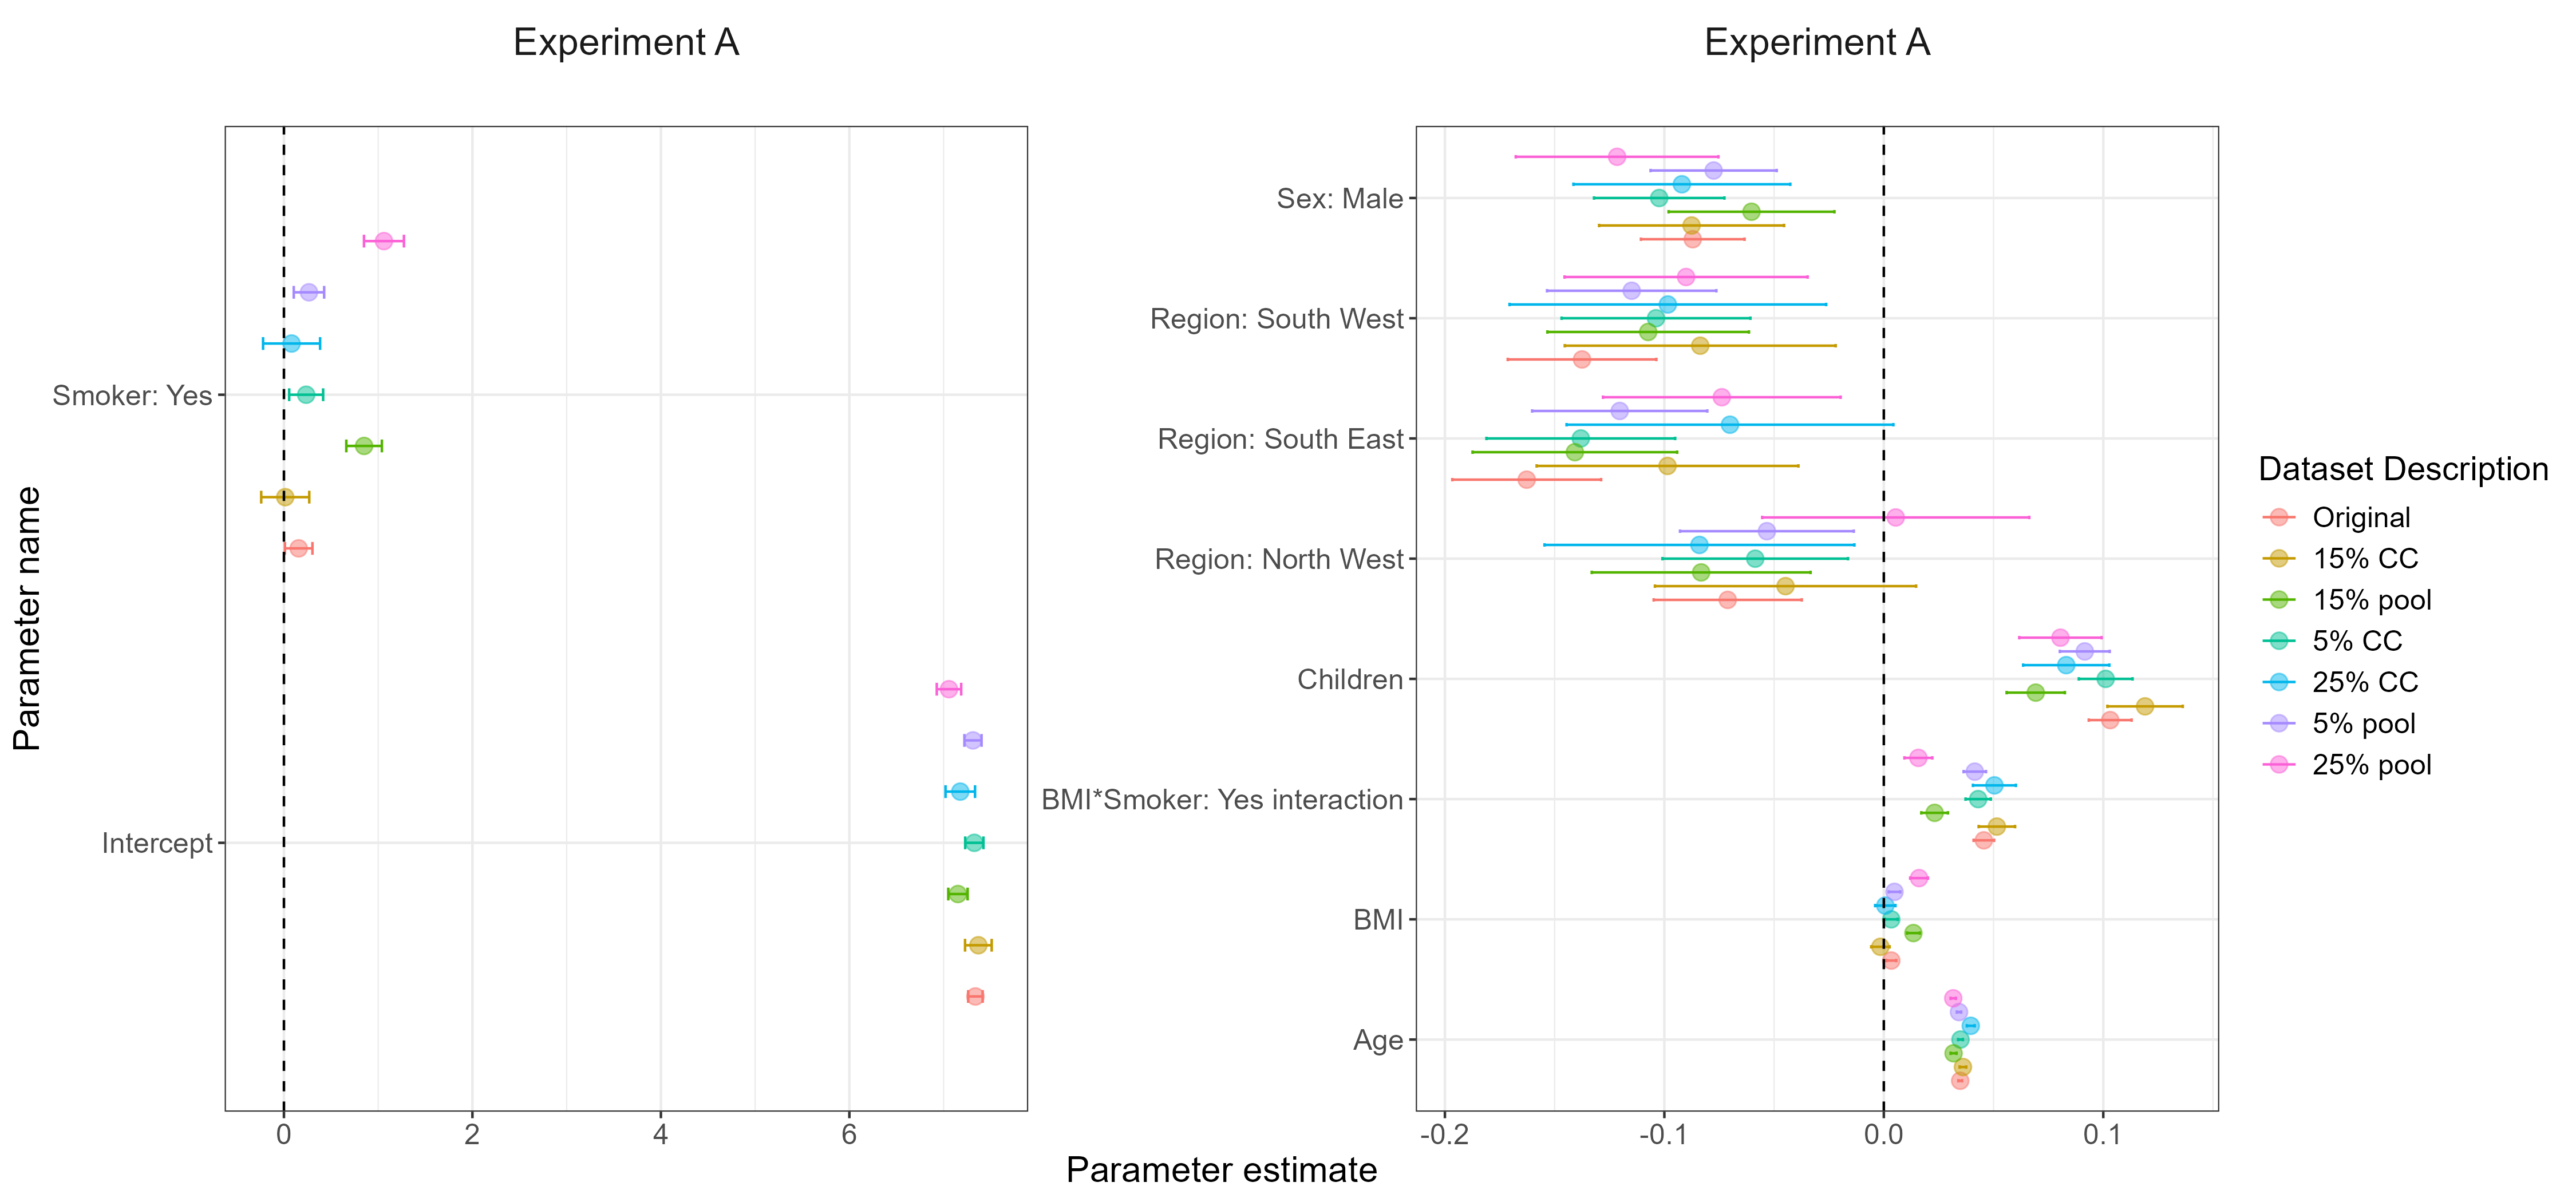 Experiment A
Experiment A
Parameter name
Smoker: Yes
Intercept
0
2
4
6
Sex: Male
Region: South West
Region: South East
Region: North West
Children
BMI*Smoker: Yes interaction
BMI
Age
-0.2
-0.1
0.0
0.1
Parameter estimate
Dataset Description
Original
15% CC
15% pool
5% CC
25% CC
5% pool
25% pool